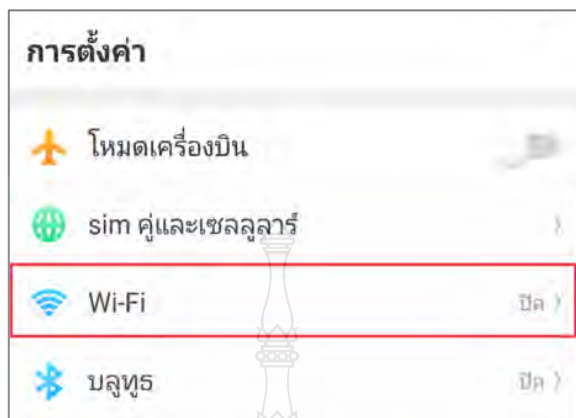 การตั้งค่า
โหมดเครื่องบิน
sim คู่และเซลลูลาร์
Wi-Fi ปิด
บลูทูธ ปิด